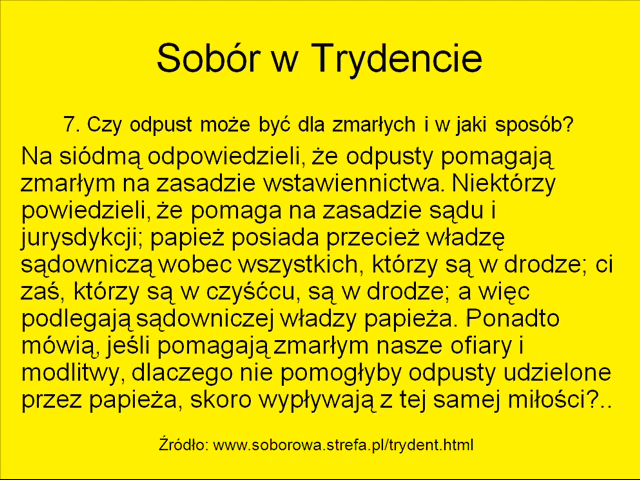 Sobór w Trydencie
7. Czy odpust może być dla zmarłych i w jaki sposób?
Na siódmą odpowiedzieli, że odpusty pomagają
zmarłym na zasadzie wstawiennictwa. Niektórzy
powiedzieli, że pomaga na zasadzie sądu i
jurysdykcji; papież posiada przecież władzę
sądowniczą wobec wszystkich, którzy są w drodze; ci
zaś, którzy są w czyśćcu, są w drodze; a więc
podlegają sądowniczej władzy papieża. Ponadto
mówią, jeśli pomagają zmarłym nasze ofiary i
modlitwy, dlaczego nie pomogłyby odpusty udzielone
przez papieża, skoro wypływają z tej samej miłości?..
Źródło: www.soborowa.strefa.pl/trydent.html